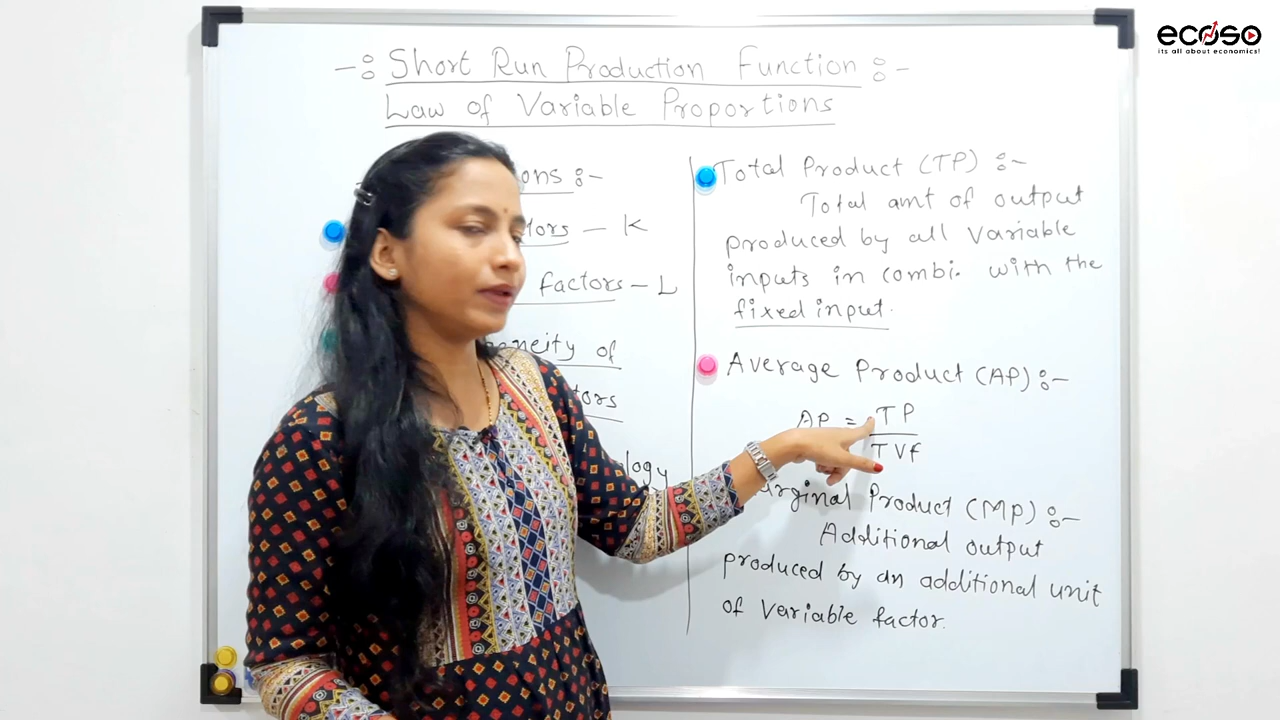 ecoso
its all about economics!
-: Short Run Production Function :-
Law of Variable Proportions
ons :-
tors - K
factors - L
neity of
tors
logy
Total Product (TP) :-
Total amt of output
produced by all variable
inputs in combi. with the
fixed input.
Average Product (AP) :-
AP = TP
TVf
Marginal Product (MP) :-
Additional output
produced by an additional unit
of variable factor.